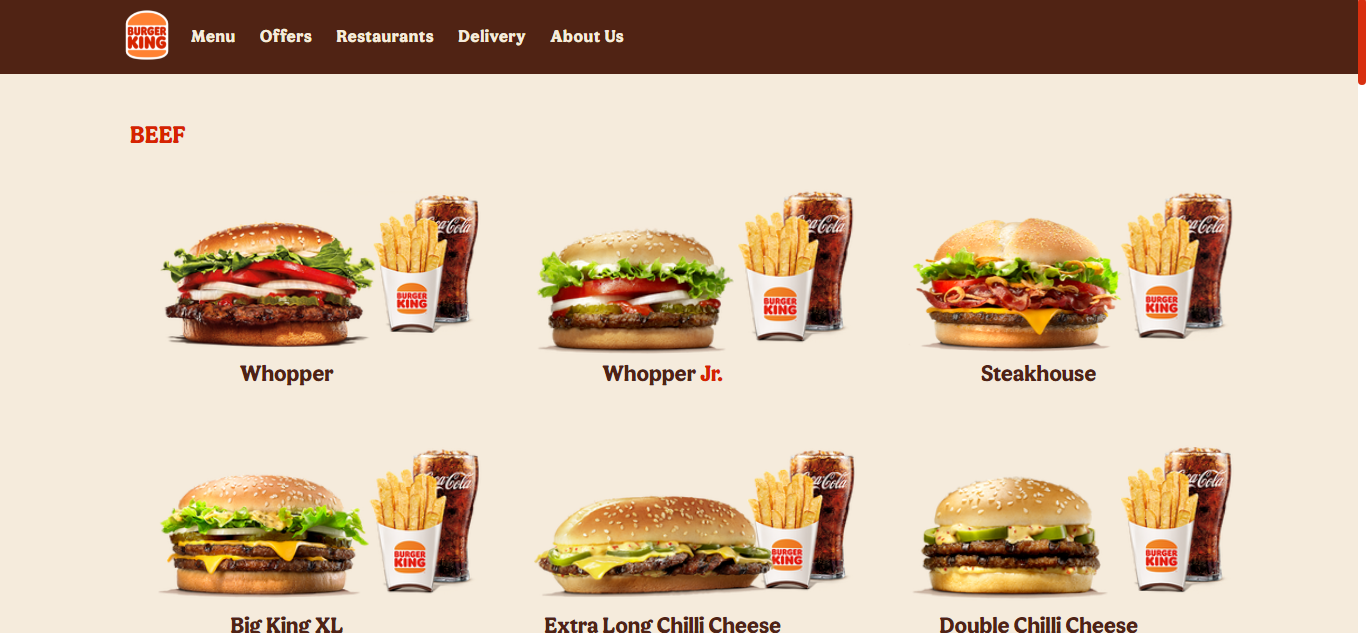 BURGER
KING
Menu Offers Restaurants Delivery About Us
BEEF
Coca-Cola
BURGER
KING
Coca-Cola
BURGER
KING
Coca-Cola
BURGER
KING
Whopper
Whopper Jr.
Steakhouse
Coca-Cola
BURGER
KING
Coca-Cola
BURGER
KING
Coca-Cola
BURGER
KING
Big King XL
Extra Long Chilli Cheese
Double Chilli Cheese